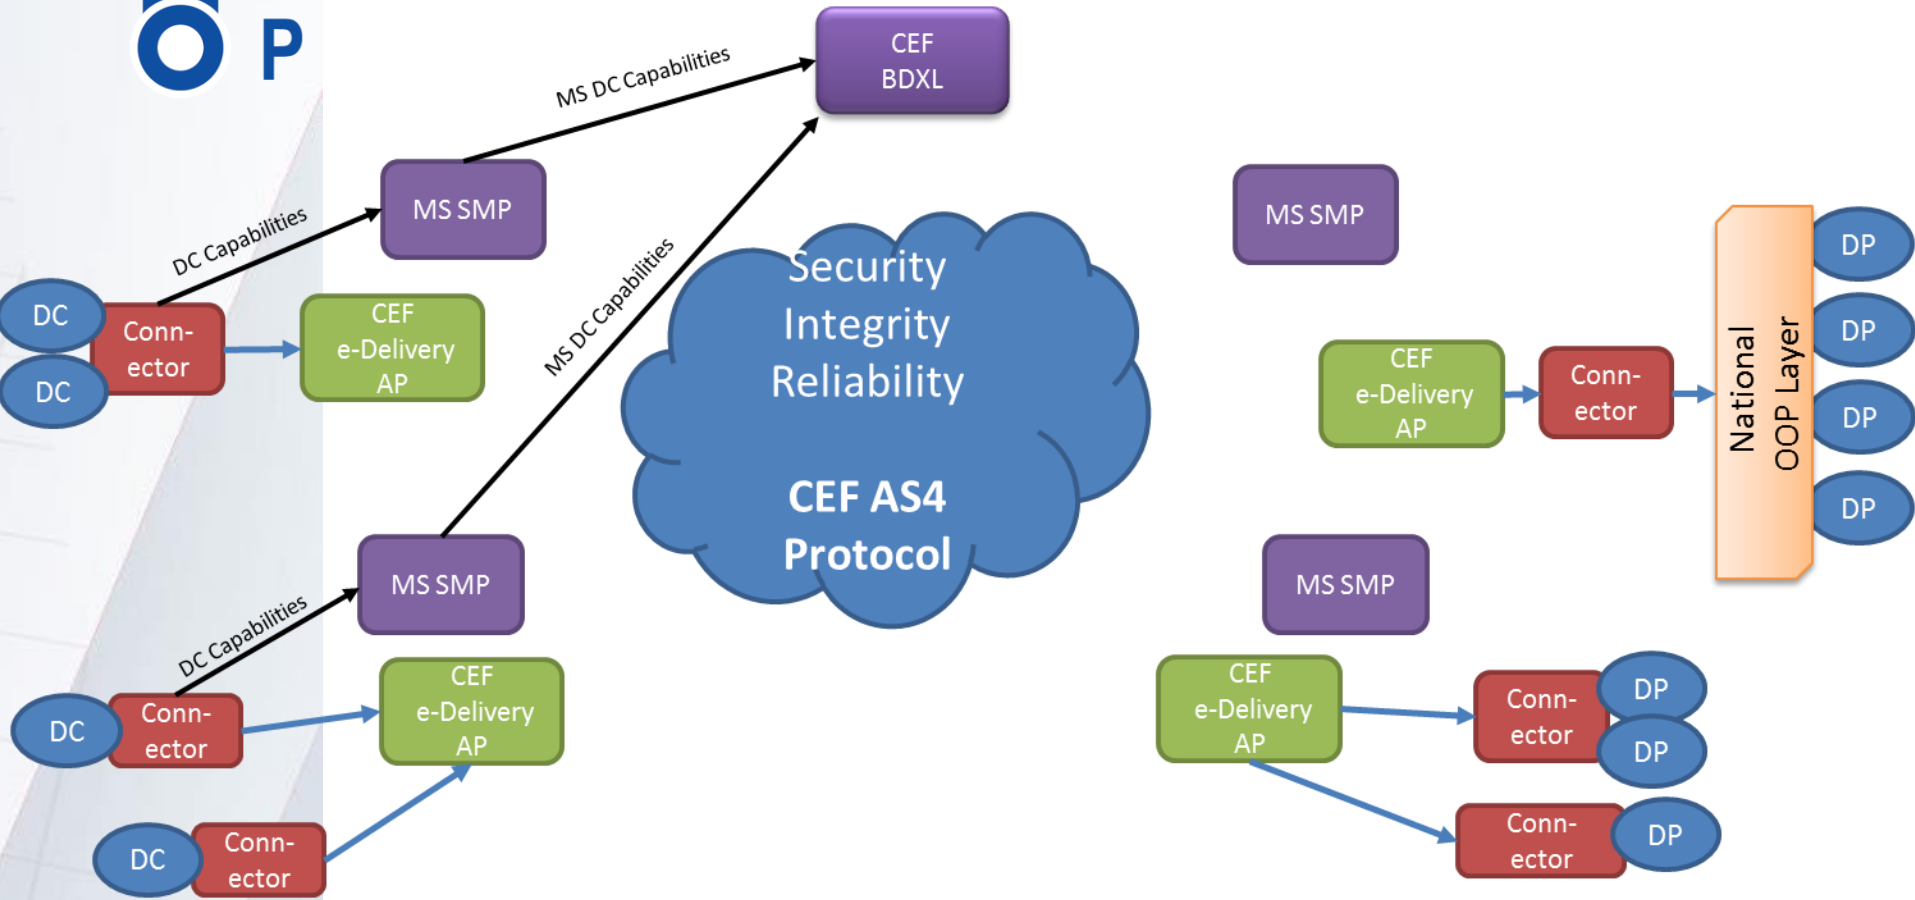 O P
CEF
BDXL
MS DC Capabilities
MS SMP
DC Capabilities
MS DC Capabilities
DC
DC
Conn-
ector
CEF
e-Delivery
AP
Security
Integrity
Reliability
CEF AS4
Protocol
MS SMP
CEF
e-Delivery
AP
Conn-
ector
National
OOP Layer
DP
DP
DP
DP
MS SMP
DC Capabilities
DC
Conn-
ector
CEF
e-Delivery
AP
DC
Conn-
ector
MS SMP
CEF
e-Delivery
AP
Conn-
ector
DP
DP
Conn-
ector
DP